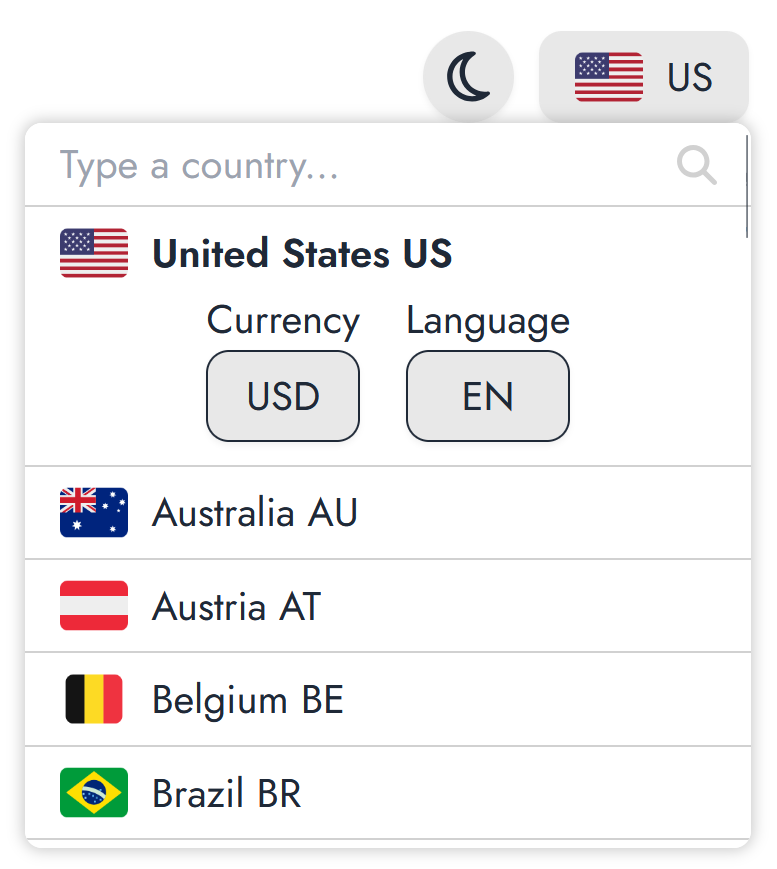 US
Type a country...
United States US
Currency Language
USD EN
Australia AU
Austria AT
Belgium BE
Brazil BR